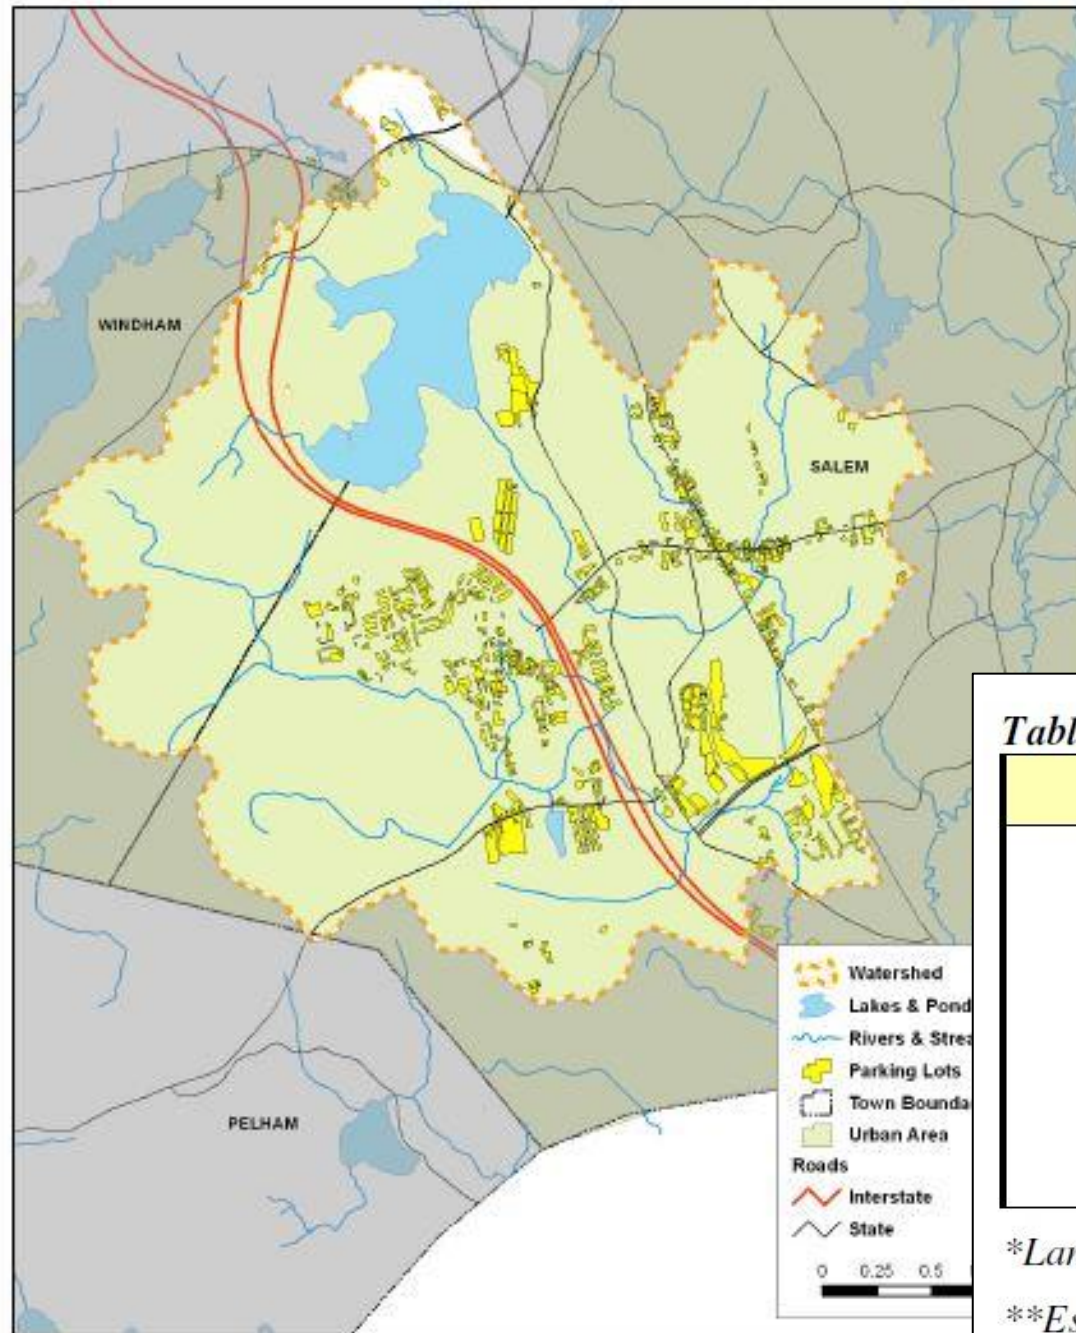 WINDHAM
SALEM
PELHAM
Watershed
Lakes & Pond
Rivers & Strea
Parking Lots
Town Bounda
Urban Area
Roads
Interstate
State
0 0.25 0.5
Tabl
*Lar
**Es